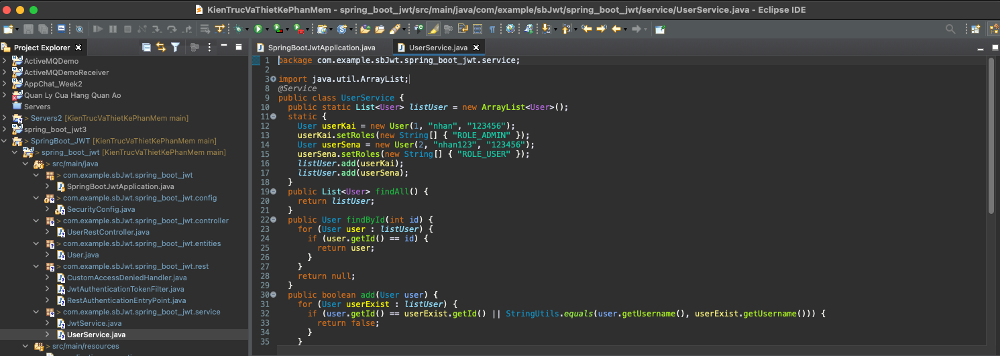 KienTrucVaThietKePhanMem - spring_boot_jwt/src/main/java/com/example/sbJwt/spring_boot_jwt/service/UserService.java - Eclipse IDE
Project Explorer
ActiveMQDemo
ActiveMQDemoReceiver
AppChat_Week2
Quan Ly Cua Hang Quan Ao
Servers
> Servers2 [KienTrucVaThietKePhanMem main]
spring_boot_jwt3
> SpringBoot_JWT [KienTrucVaThietKePhanMem main]
> spring_boot_jwt [KienTrucVaThietKePhanMem main]
> src/main/java
> com.example.sbJwt.spring_boot_jwt
SpringBootJwtApplication.java
> com.example.sbJwt.spring_boot_jwt.config
SecurityConfig.java
> com.example.sbJwt.spring_boot_jwt.controller
UserRestController.java
> com.example.sbJwt.spring_boot_jwt.entities
User.java
> com.example.sbJwt.spring_boot_jwt.rest
CustomAccessDeniedHandler.java
JwtAuthenticationTokenFilter.java
RestAuthenticationEntryPoint.java
> com.example.sbJwt.spring_boot_jwt.service
JwtService.java
UserService.java
> src/main/resources
SpringBootJwtApplication.java UserService.java
1 package com.example.sbJwt.spring_boot_jwt.service;
2
3 import java.util.ArrayList;
8 @Service
9 public class UserService {
10 public static List<User> listUser = new ArrayList<User>();
11 static {
12 User userKai = new User(1, "nhan", "123456");
13 userKai.setRoles(new String[] { "ROLE_ADMIN" });
14 User userSena = new User(2, "nhan123", "123456");
15 userSena.setRoles(new String[] { "ROLE_USER" });
16 listUser.add(userKai);
17 listUser.add(userSena);
18 }
19 public List<User> findAll() {
20 return listUser;
21 }
22 public User findById(int id) {
23 for (User user : listUser) {
24 if (user.getId() == id) {
25 return user;
26 }
27 }
28 return null;
29 }
30 public boolean add(User user) {
31 for (User userExist : listUser) {
32 if (user.getId() == userExist.getId() || StringUtils.equals(user.getUsername(), userExist.getUsername())) {
33 return false;
34 }
35 }